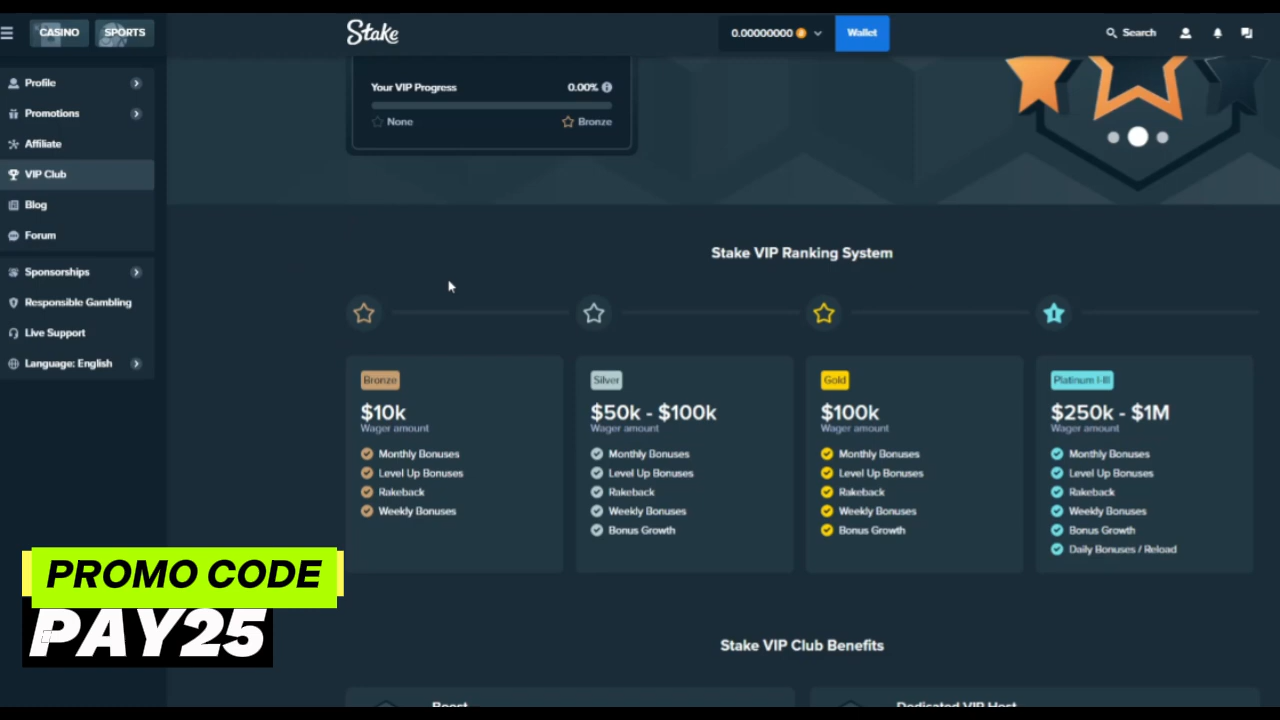 CASINO
SPORTS
Stake
0.00000000
Wallet
Search
Profile
Promotions
Affiliate
VIP Club
Blog
Forum
Sponsorships
Responsible Gambling
Live Support
Language: English
Your VIP Progress
0.00%
None
Bronze
Stake VIP Ranking System
Bronze
$10k
Wager amount
Monthly Bonuses
Level Up Bonuses
Rakeback
Weekly Bonuses
Silver
$50k - $100k
Wager amount
Monthly Bonuses
Level Up Bonuses
Rakeback
Weekly Bonuses
Bonus Growth
Gold
$100k
Wager amount
Monthly Bonuses
Level Up Bonuses
Rakeback
Weekly Bonuses
Bonus Growth
Platinum I-III
$250k - $1M
Wager amount
Monthly Bonuses
Level Up Bonuses
Rakeback
Weekly Bonuses
Bonus Growth
Daily Bonuses / Reload
PROMO CODE
PAY25
Stake VIP Club Benefits
Boost
Dedicated VIP Host